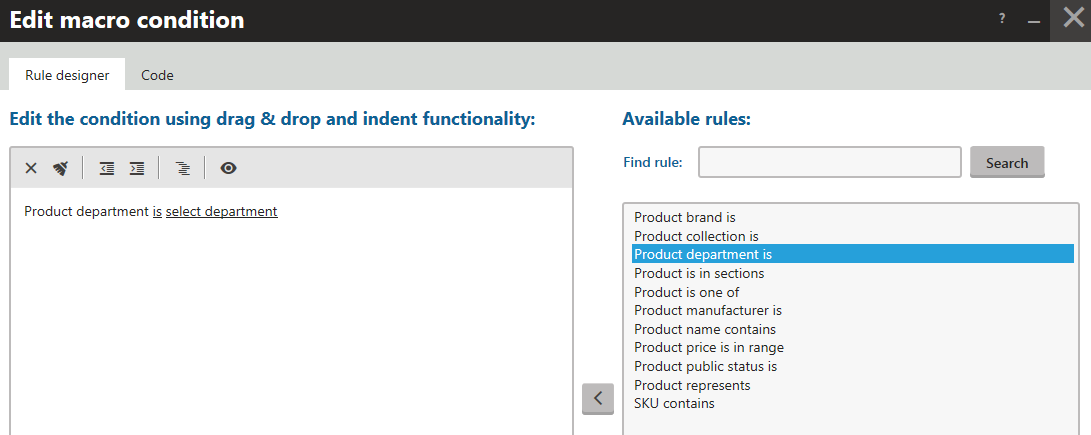 Edit macro condition
?
Rule designer
Code
Edit the condition using drag & drop and indent functionality:
Product department is select department
Available rules:
Find rule:
Search
Product brand is
Product collection is
Product department is
Product is in sections
Product is one of
Product manufacturer is
Product name contains
Product price is in range
Product public status is
Product represents
SKU contains